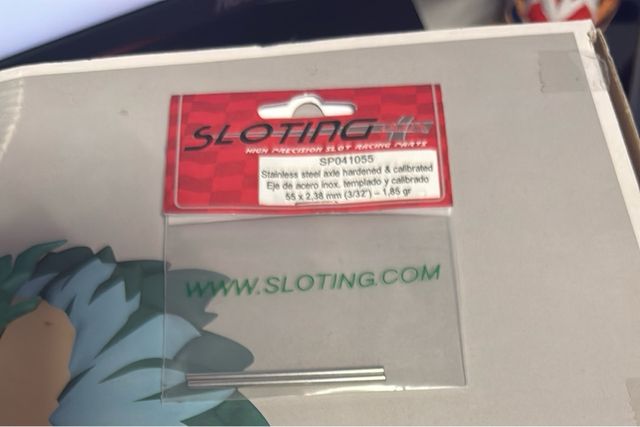 SLOTING
HIGH PRECISION SLOT RACING PARTS
SP041055
Stainless steel axle hardened & calibrated
Eje de acero inox. templado y calibrado
55 x 2,38 mm (3/32") – 1,85 gr
WWW.SLOTING.COM